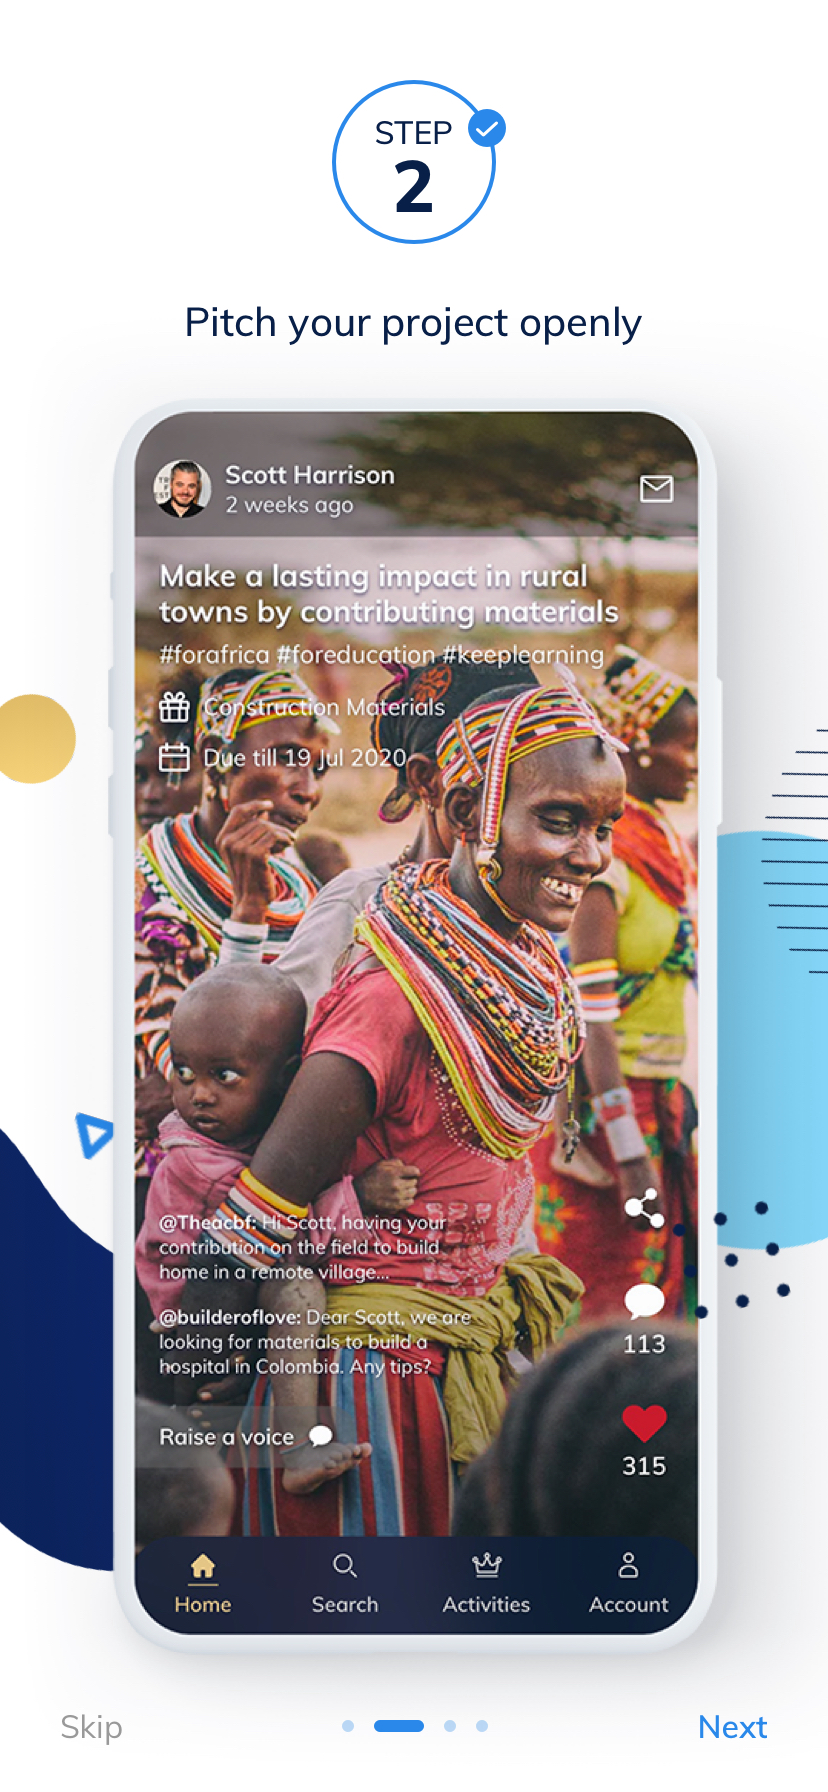 STEP
2
Pitch your project openly
Scott Harrison
2 weeks ago
Make a lasting impact in rural
towns by contributing materials
#forafrica #foreducation #keeplearning
Construction Materials
Due till 19 Jul 2020
@Theacbf: Hi Scott, having your
contribution on the field to build
home in a remote village...
@builderoflove: Dear Scott, we are
looking for materials to build a
hospital in Colombia. Any tips?
113
Raise a voice
315
Home
Search
Activities
Account
Skip
Next